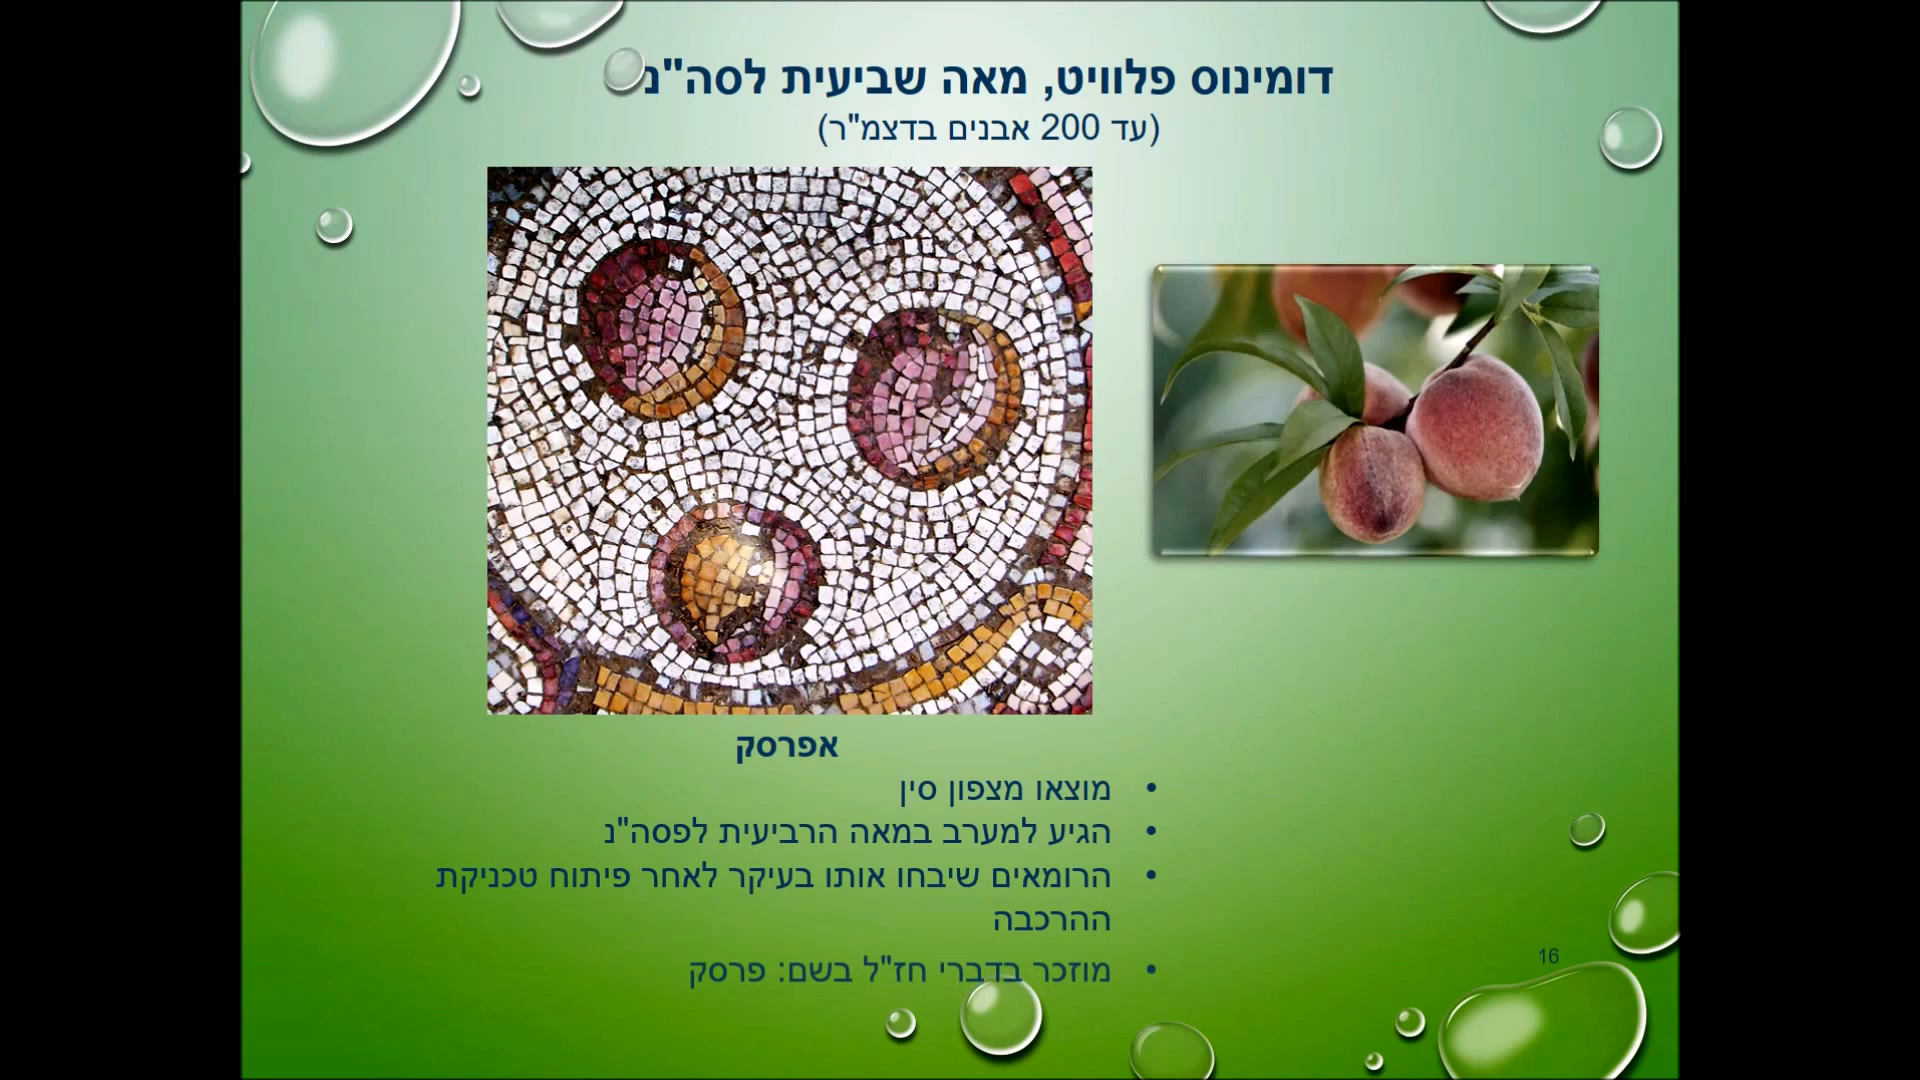 דומינוס פלוויט, מאה שביעית לסה"נ
(עד 200 אבנים בדצמ"ר)
אפרסק
• מוצאו מצפון סין
• הגיע למערב במאה הרביעית לפסה"נ
• הרומאים שיבחו אותו בעיקר לאחר פיתוח טכניקת
ההרכבה
• מוזכר בדברי חז"ל בשם: פרסק
16